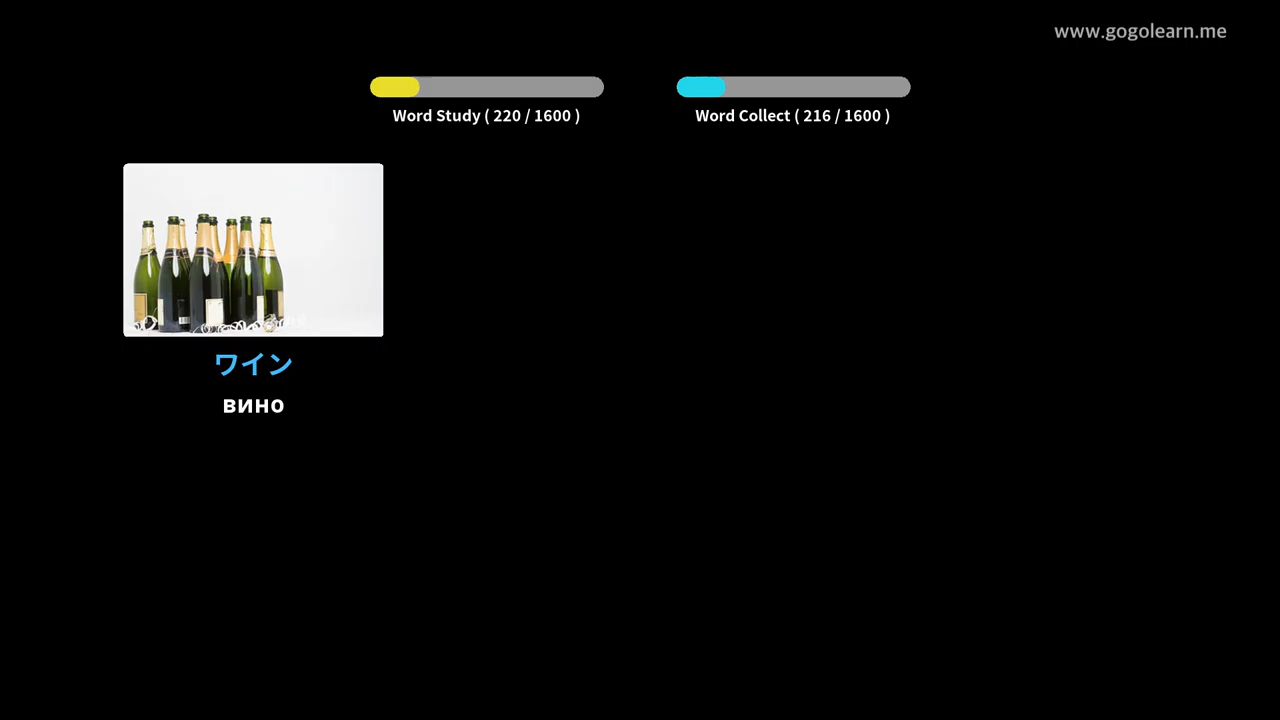 www.gogolearn.me
Word Study ( 220 / 1600 )
Word Collect ( 216 / 1600 )
ワイン
вино